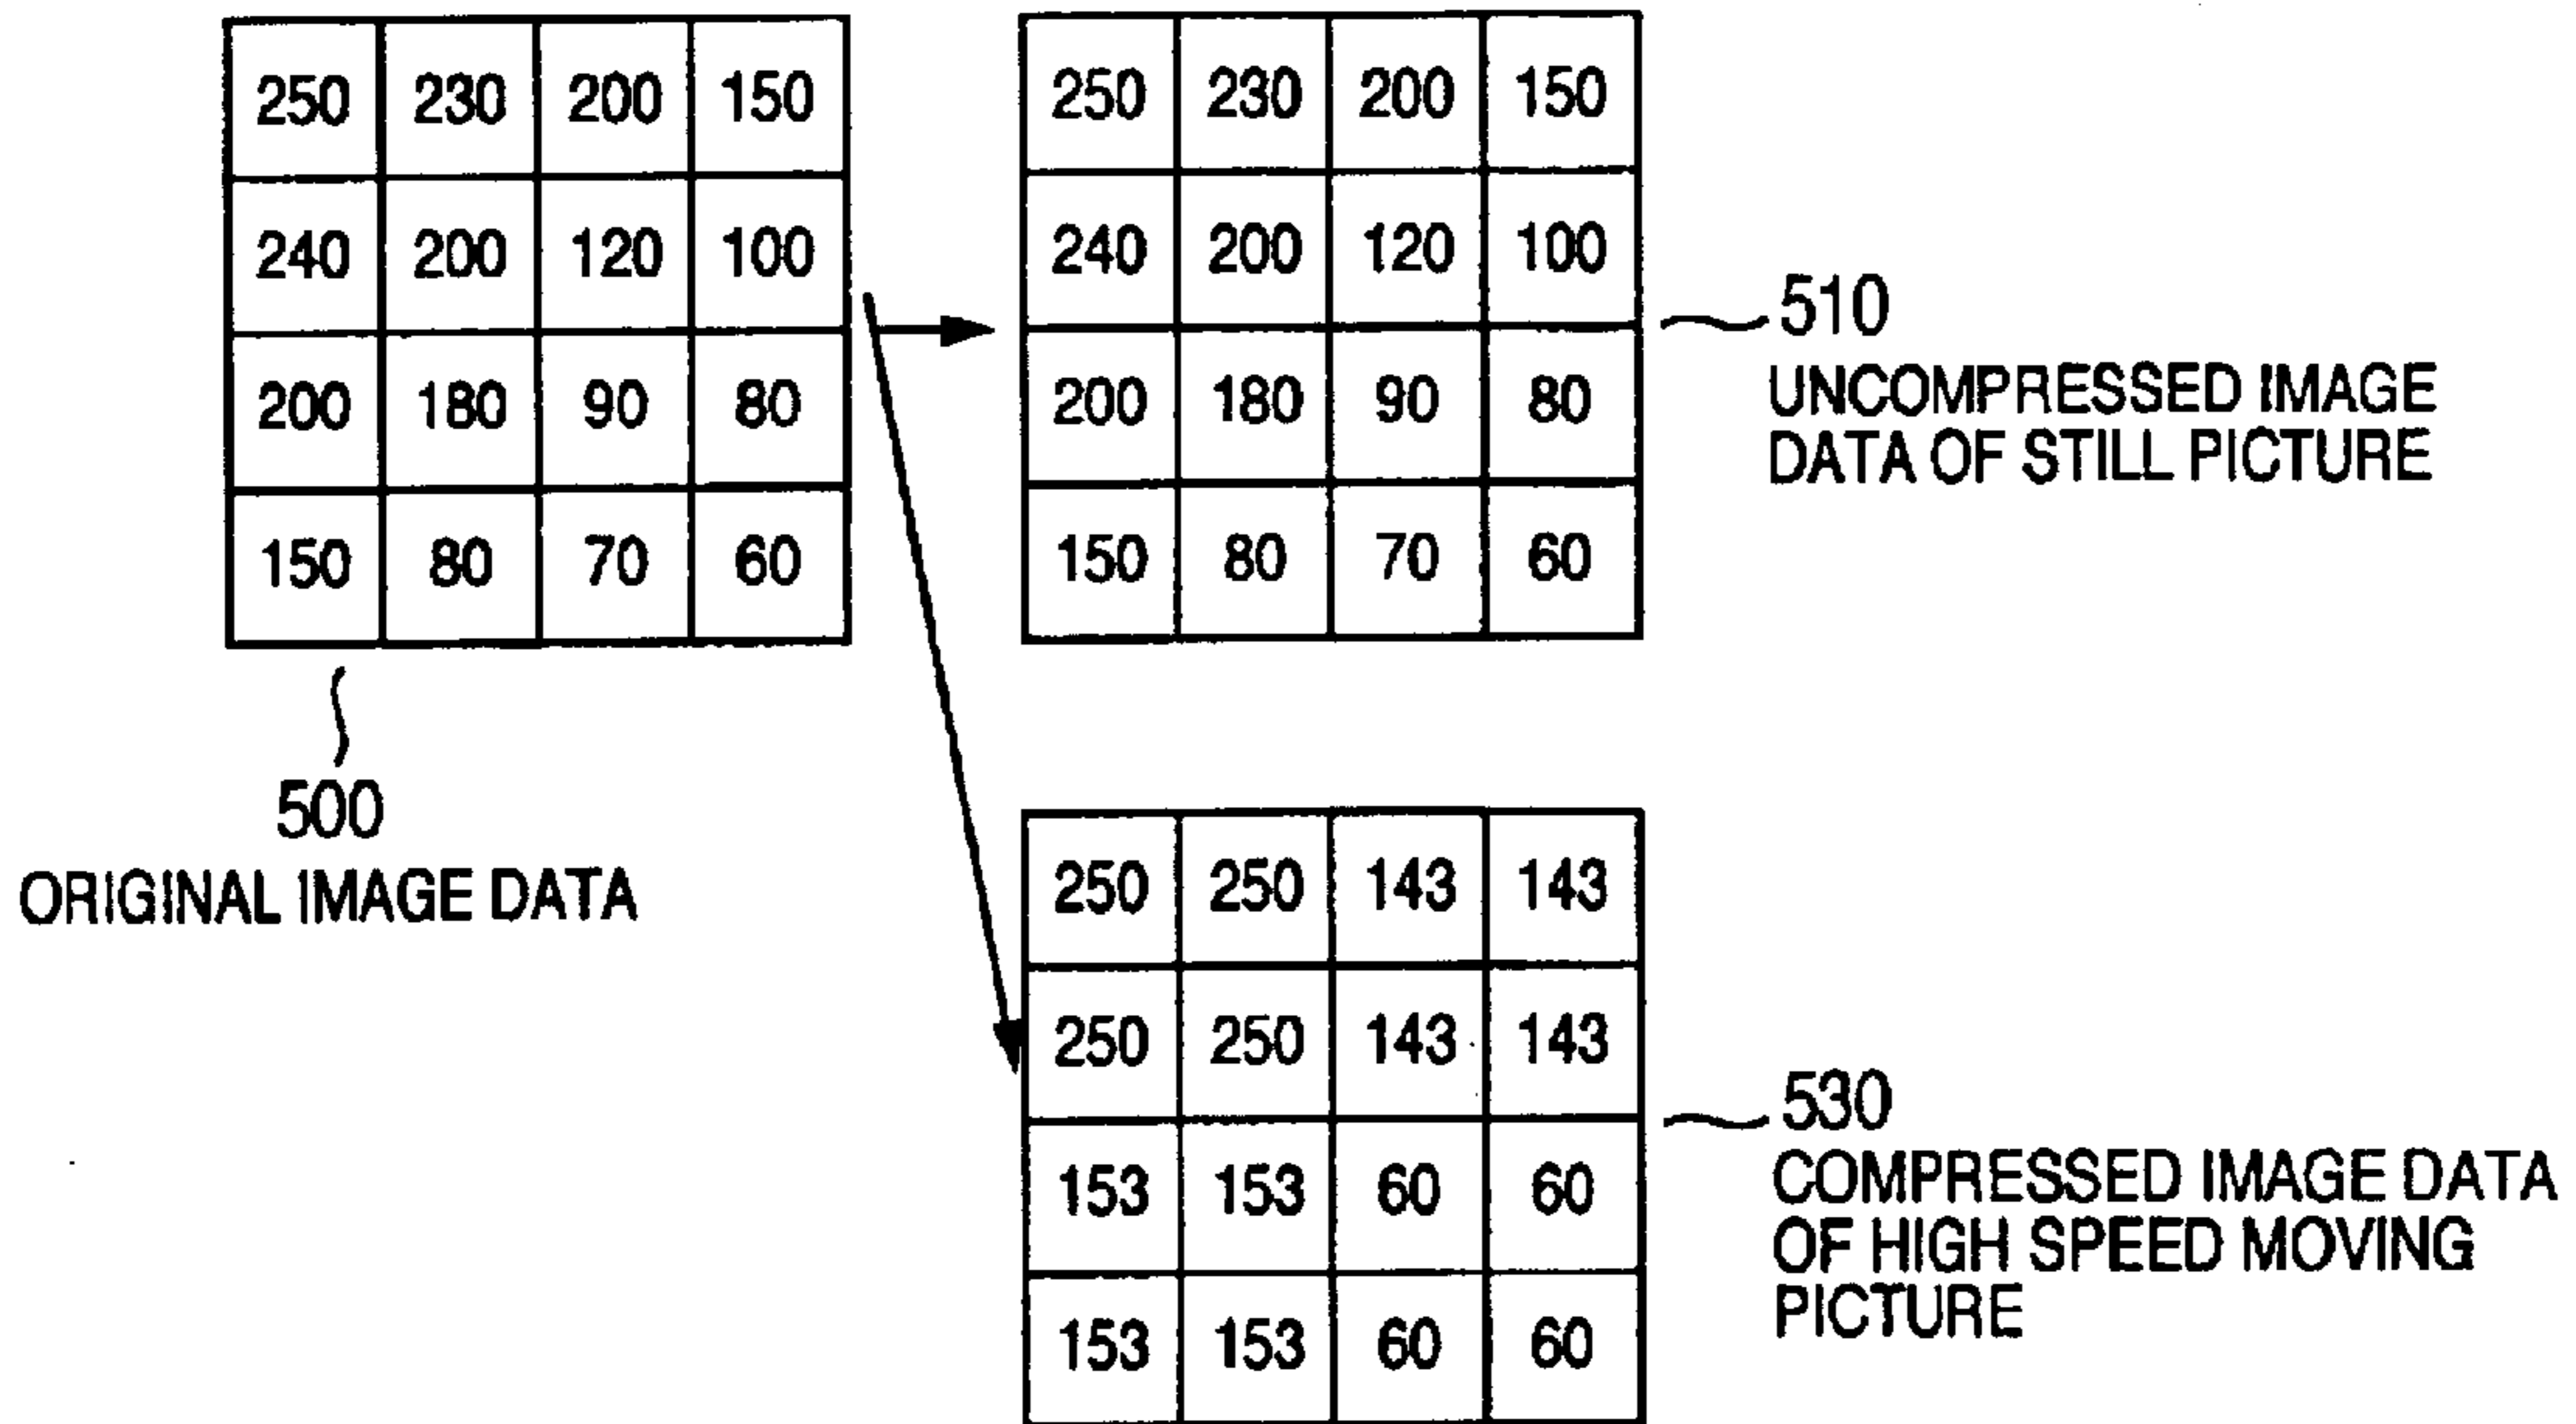 250 230 200 150
240 200 120 100
200 180 90 80
150 80 70 60
500
ORIGINAL IMAGE DATA
250 230 200 150
240 200 120 100
200 180 90 80
150 80 70 60
510
UNCOMPRESSED IMAGE
DATA OF STILL PICTURE
250 250 143 143
250 250 143 143
153 153 60 60
153 153 60 60
530
COMPRESSED IMAGE DATA
OF HIGH SPEED MOVING
PICTURE